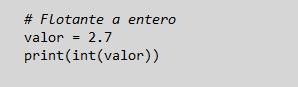 # Flotante a entero
valor = 2.7
print(int(valor))